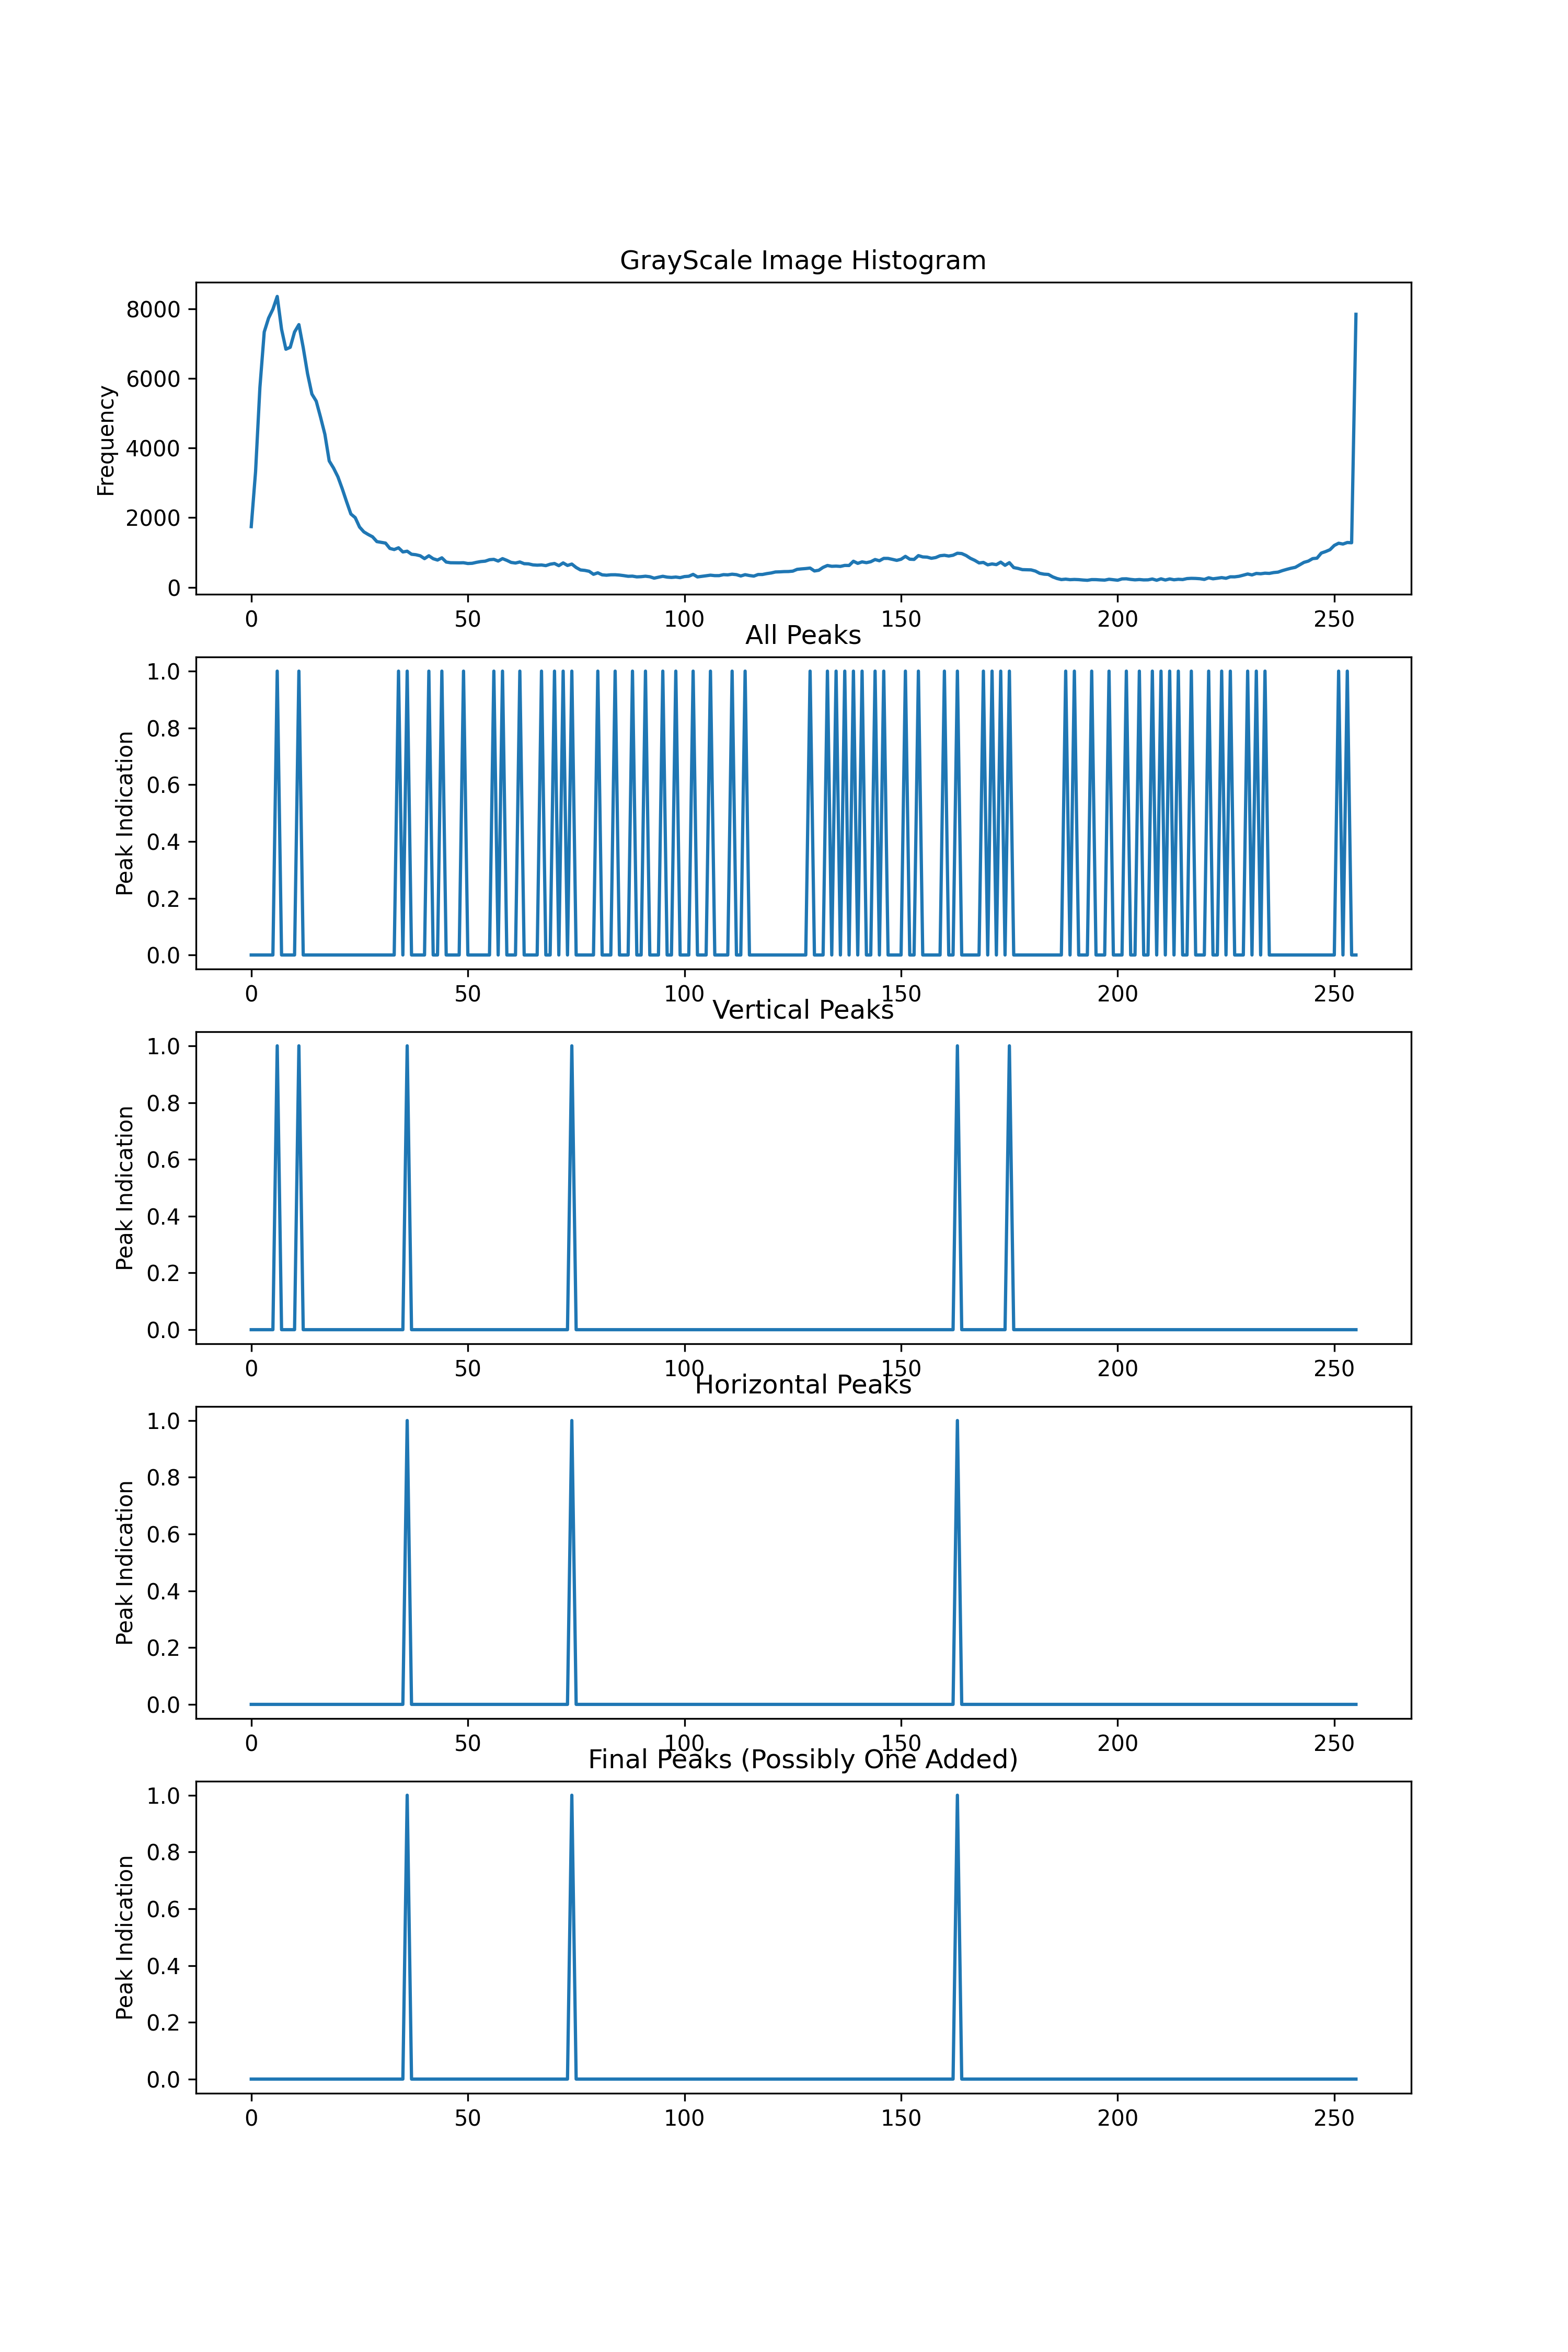 GrayScale Image Histogram
Frequency
8000
6000
4000
2000
0
0 50 100 150 200 250
All Peaks
Peak Indication
1.0
0.8
0.6
0.4
0.2
0.0
0 50 100 150 200 250
Vertical Peaks
Peak Indication
1.0
0.8
0.6
0.4
0.2
0.0
0 50 100 150 200 250
Horizontal Peaks
Peak Indication
1.0
0.8
0.6
0.4
0.2
0.0
0 50 100 150 200 250
Final Peaks (Possibly One Added)
Peak Indication
1.0
0.8
0.6
0.4
0.2
0.0
0 50 100 150 200 250